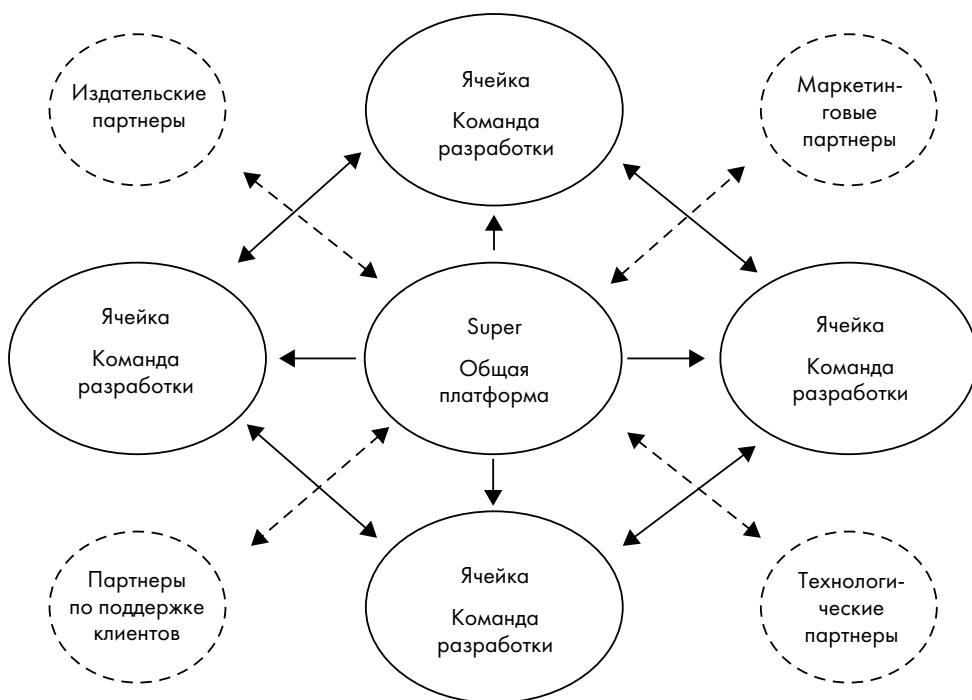 Издательские
партнеры
Ячейка
Команда
разработки
Маркетин-
говые
партнеры
Ячейка
Команда
разработки
Super
Общая
платформа
Ячейка
Команда
разработки
Партнеры
по поддержке
клиентов
Ячейка
Команда
разработки
Технологи-
ческие
партнеры